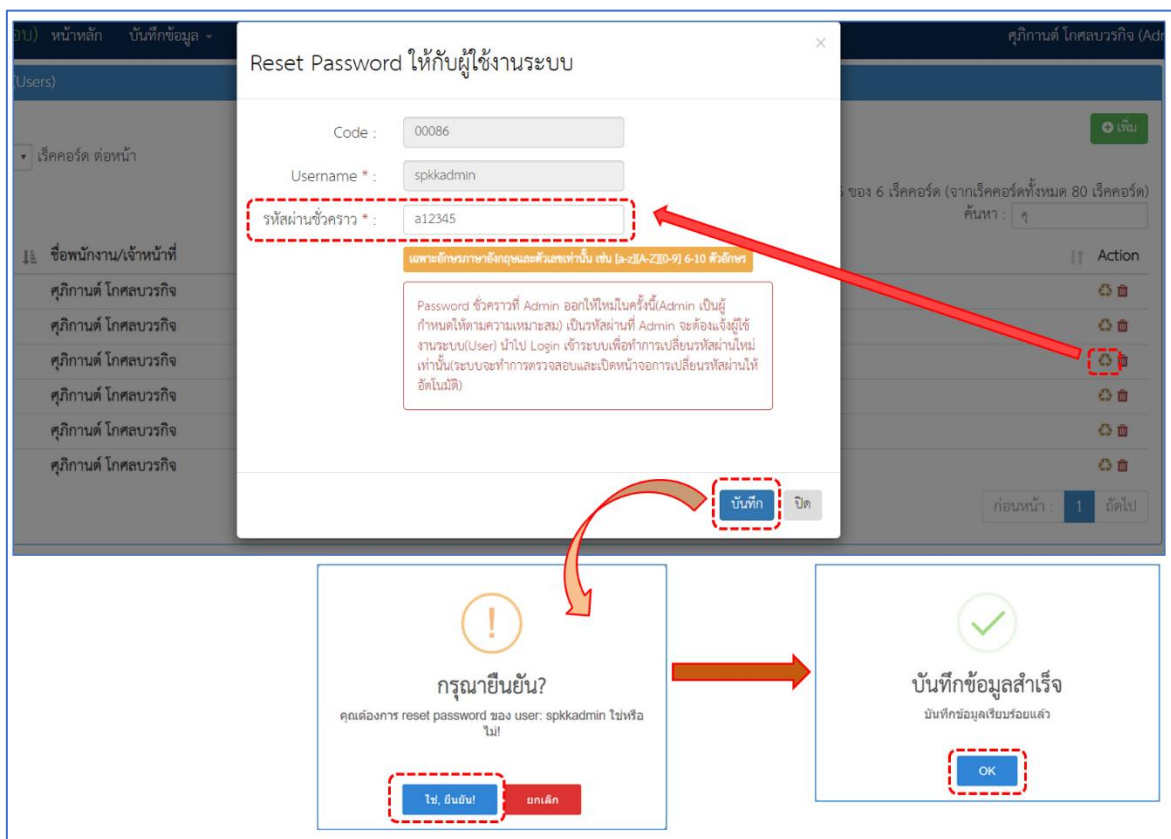 อบ) หน้าหลัก บันทึกข้อมูล
ศุภิกานต์ โกศลบวรกิจ (Adr
(Users)
เพิ่ม
เร็คคอร์ด ต่อหน้า
6 ของ 6 เร็คคอร์ด (จากเร็คคอร์ดทั้งหมด 80 เร็คคอร์ด)
ค้นหา : ศุ
ชื่อพนักงาน/เจ้าหน้าที่ Action
ศุภิกานต์ โกศลบวรกิจ
ศุภิกานต์ โกศลบวรกิจ
ศุภิกานต์ โกศลบวรกิจ
ศุภิกานต์ โกศลบวรกิจ
ศุภิกานต์ โกศลบวรกิจ
ศุภิกานต์ โกศลบวรกิจ
ก่อนหน้า : 1 ถัดไป
×
Reset Password ให้กับผู้ใช้งานระบบ
Code : 00086
Username * : spkkadmin
รหัสผ่านชั่วคราว * : a12345
เฉพาะอักษรภาษาอังกฤษและตัวเลขเท่านั้น เช่น [a-z][A-Z][0-9] 6-10 ตัวอักษร
Password ชั่วคราวที่ Admin ออกให้ใหม่ในครั้งนี้(Admin เป็นผู้
กำหนดให้ตามความเหมาะสม) เป็นรหัสผ่านที่ Admin จะต้องแจ้งผู้ใช้
งานระบบ(User) นำไป Login เข้าระบบเพื่อทำการเปลี่ยนรหัสผ่านใหม่
เท่านั้น(ระบบจะทำการตรวจสอบและเปิดหน้าจอการเปลี่ยนรหัสผ่านให้
อัตโนมัติ)
บันทึก ปิด
กรุณายืนยัน?
คุณต้องการ reset password ของ user: spkkadmin ใช่หรือ
ไม่!
ใช่, ยืนยัน! ยกเลิก
บันทึกข้อมูลสำเร็จ
บันทึกข้อมูลเรียบร้อยแล้ว
OK